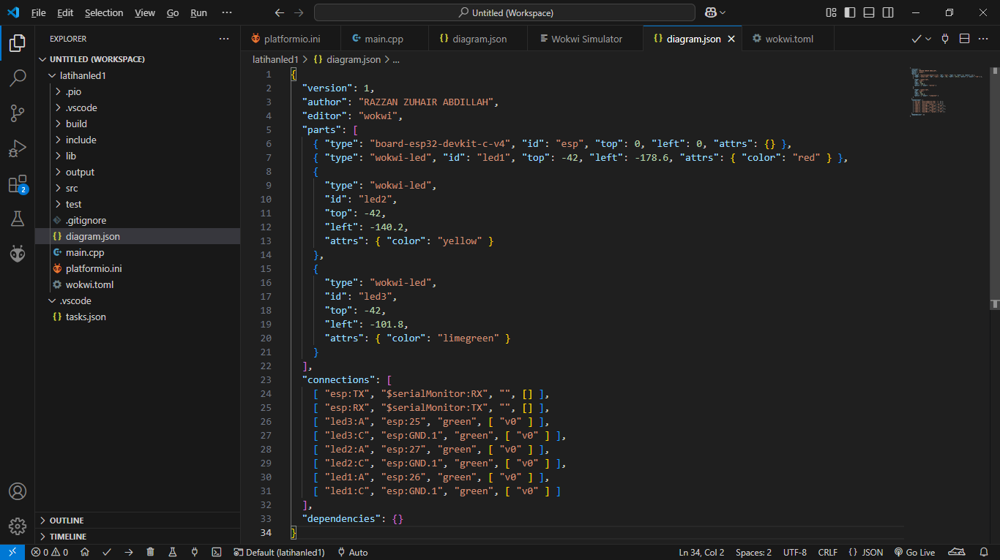 File Edit Selection View Go Run ··· Untitled (Workspace)
EXPLORER ···
UNTITLED (WORKSPACE)
latihanled1
.pio
.vscode
build
include
lib
output
src
test
.gitignore
diagram.json
main.cpp
platformio.ini
wokwi.toml
.vscode
tasks.json
OUTLINE
TIMELINE
2
platformio.ini main.cpp diagram.json Wokwi Simulator diagram.json wokwi.toml ···
latihanled1 > diagram.json > ...
1 {
2 "version": 1,
3 "author": "RAZZAN ZUHAIR ABDILLAH",
4 "editor": "wokwi",
5 "parts": [
6 { "type": "board-esp32-devkit-c-v4", "id": "esp", "top": 0, "left": 0, "attrs": {} },
7 { "type": "wokwi-led", "id": "led1", "top": -42, "left": -178.6, "attrs": { "color": "red" } },
8 {
9 "type": "wokwi-led",
10 "id": "led2",
11 "top": -42,
12 "left": -140.2,
13 "attrs": { "color": "yellow" }
14 },
15 {
16 "type": "wokwi-led",
17 "id": "led3",
18 "top": -42,
19 "left": -101.8,
20 "attrs": { "color": "limegreen" }
21 }
22 ],
23 "connections": [
24 [ "esp:TX", "$serialMonitor:RX", "", [] ],
25 [ "esp:RX", "$serialMonitor:TX", "", [] ],
26 [ "led3:A", "esp:25", "green", [ "v0" ] ],
27 [ "led3:C", "esp:GND.1", "green", [ "v0" ] ],
28 [ "led2:A", "esp:27", "green", [ "v0" ] ],
29 [ "led2:C", "esp:GND.1", "green", [ "v0" ] ],
30 [ "led1:A", "esp:26", "green", [ "v0" ] ],
31 [ "led1:C", "esp:GND.1", "green", [ "v0" ] ]
32 ],
33 "dependencies": {}
34 }
0 0 Default (latihanled1) Auto Ln 34, Col 2 Spaces: 2 UTF-8 CRLF {} JSON Go Live